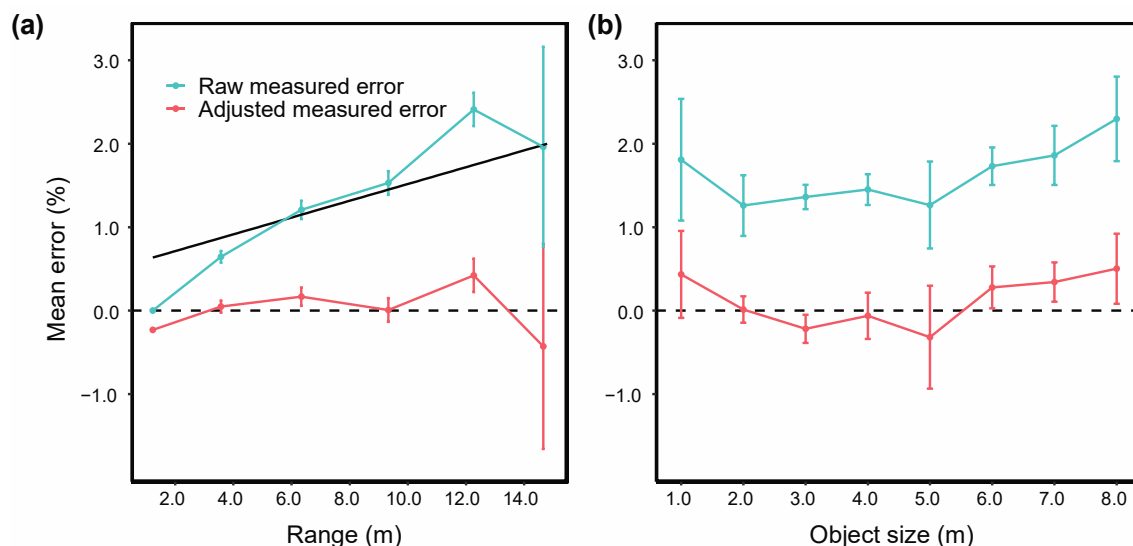 (a)
(b)
3.0
2.0
1.0
0.0
−1.0
Mean error (%)
Raw measured error
Adjusted measured error
2.0 4.0 6.0 8.0 10.0 12.0 14.0
Range (m)
3.0
2.0
1.0
0.0
−1.0
1.0 2.0 3.0 4.0 5.0 6.0 7.0 8.0
Object size (m)